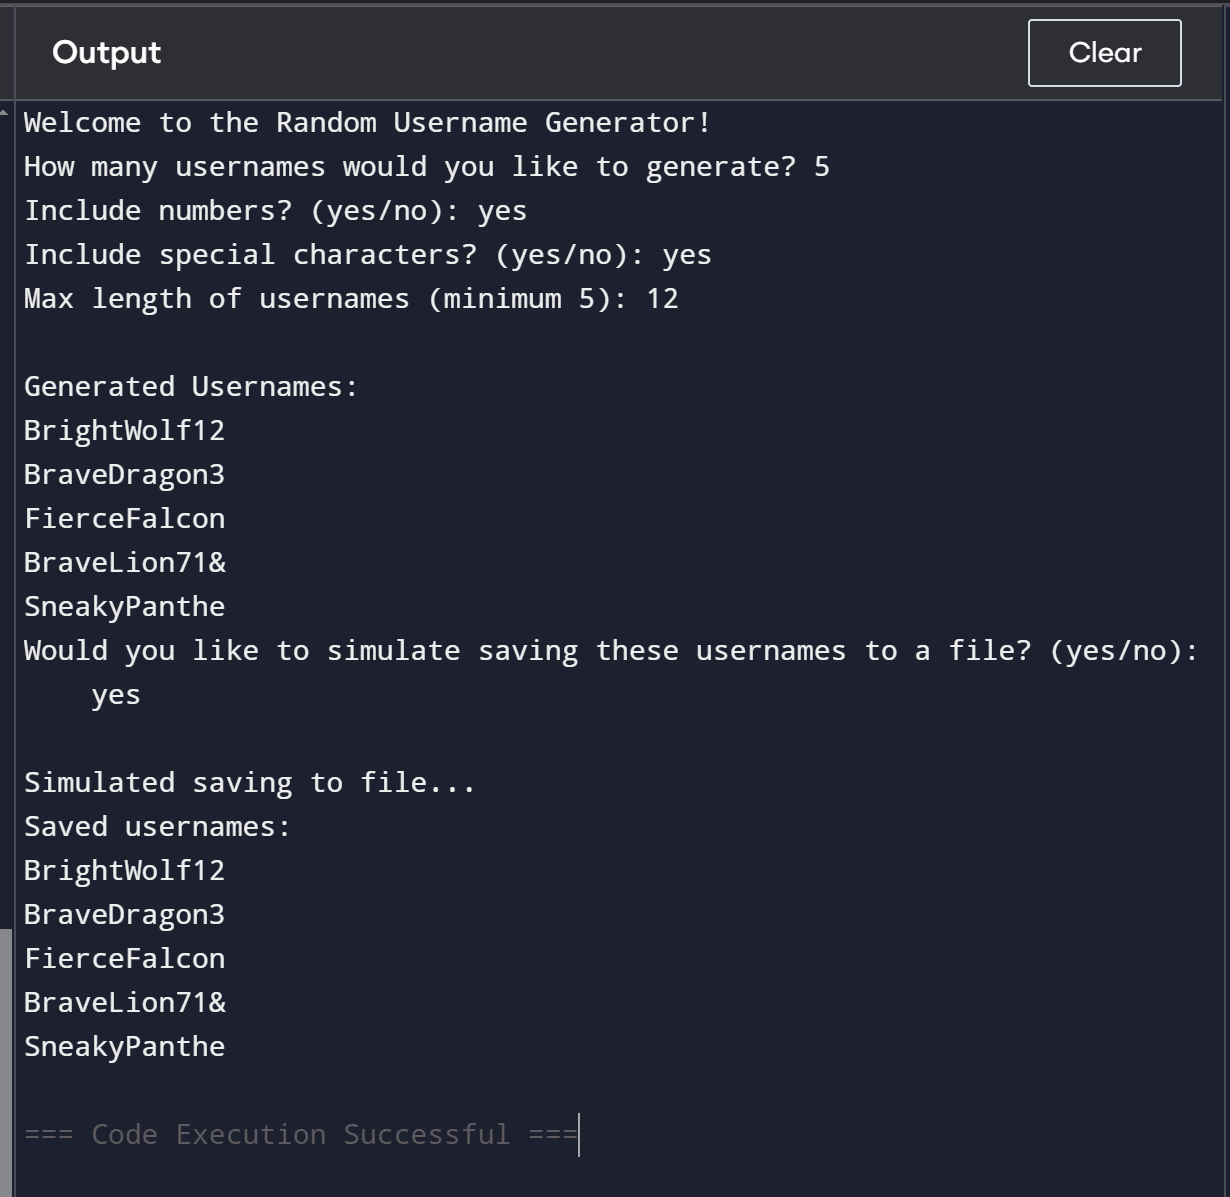 Output
Clear
Welcome to the Random Username Generator!
How many usernames would you like to generate? 5
Include numbers? (yes/no): yes
Include special characters? (yes/no): yes
Max length of usernames (minimum 5): 12
Generated Usernames:
BrightWolf12
BraveDragon3
FierceFalcon
BraveLion71&
SneakyPanthe
Would you like to simulate saving these usernames to a file? (yes/no):
yes
Simulated saving to file...
Saved usernames:
BrightWolf12
BraveDragon3
FierceFalcon
BraveLion71&
SneakyPanthe
=== Code Execution Successful ===